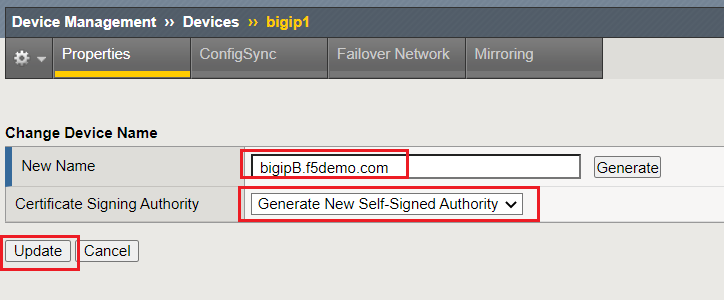 Device Management ›› Devices ›› bigip1
Properties ConfigSync Failover Network Mirroring
Change Device Name
New Name bigipB.f5demo.com Generate
Certificate Signing Authority Generate New Self-Signed Authority
Update Cancel